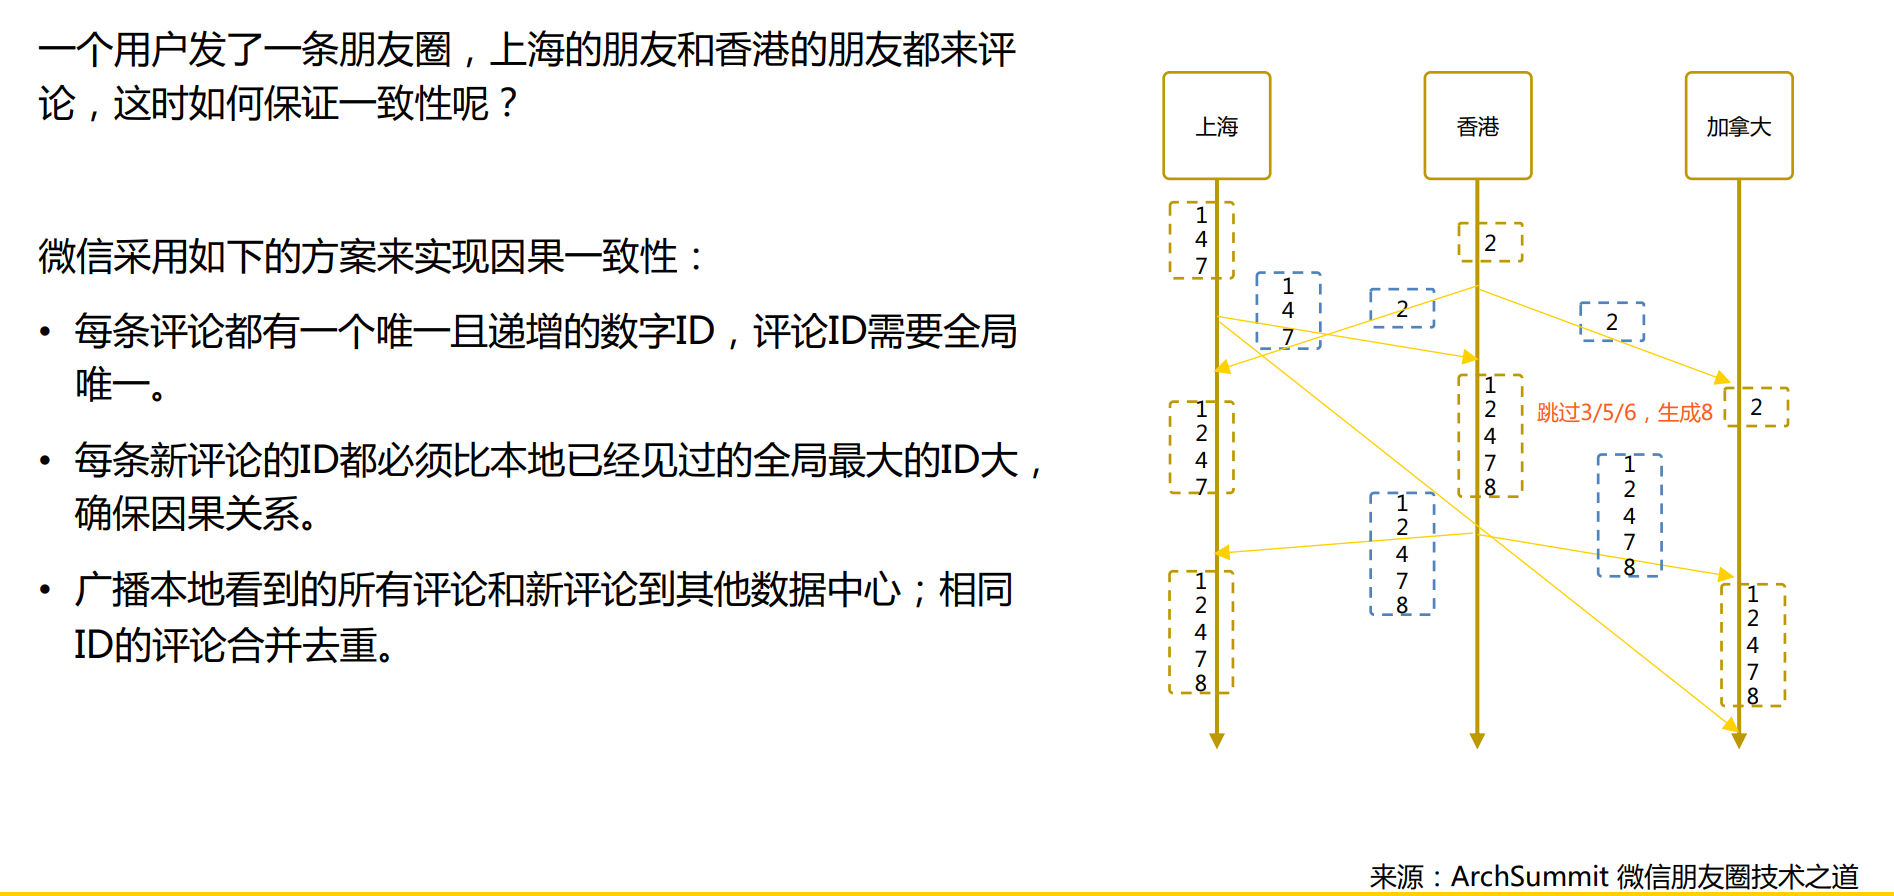 一个用户发了一条朋友圈，上海的朋友和香港的朋友都来评
论，这时如何保证一致性呢？
微信采用如下的方案来实现因果一致性：
• 每条评论都有一个唯一且递增的数字ID，评论ID需要全局
唯一。
• 每条新评论的ID都必须比本地已经见过的全局最大的ID大，
确保因果关系。
• 广播本地看到的所有评论和新评论到其他数据中心；相同
ID的评论合并去重。
上海
香港
加拿大
1
4
7
2
1
4
7
2
2
1
2
4
7
1
2
4
7
8
跳过3/5/6，生成8
2
1
2
4
7
8
1
2
4
7
8
1
2
4
7
8
1
2
4
7
8
来源：ArchSummit 微信朋友圈技术之道